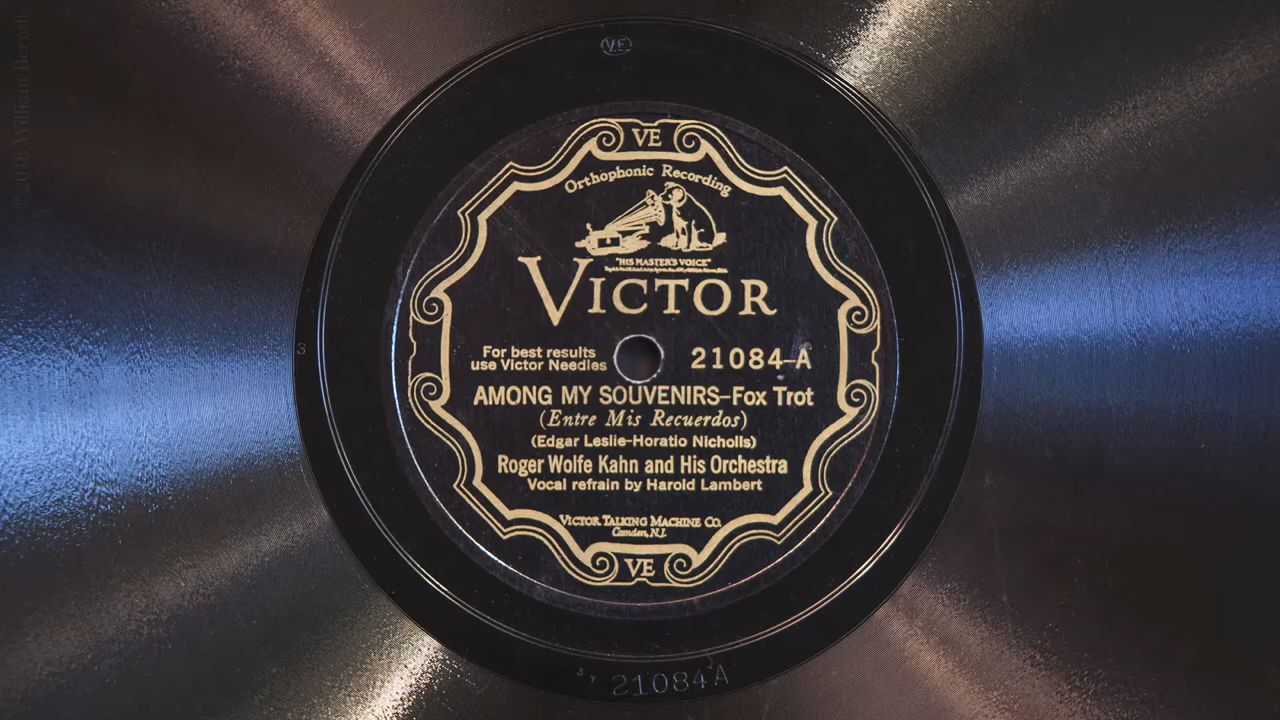 VE
VE
Orthophonic Recording
"HIS MASTER'S VOICE"
VICTOR
For best results
use Victor Needles
21084-A
3
AMONG MY SOUVENIRS-Fox Trot
(Entre Mis Recuerdos)
(Edgar Leslie-Horatio Nicholls)
Roger Wolfe Kahn and His Orchestra
Vocal refrain by Harold Lambert
VICTOR TALKING MACHINE CO.
Camden, N.J.
VE
21084A